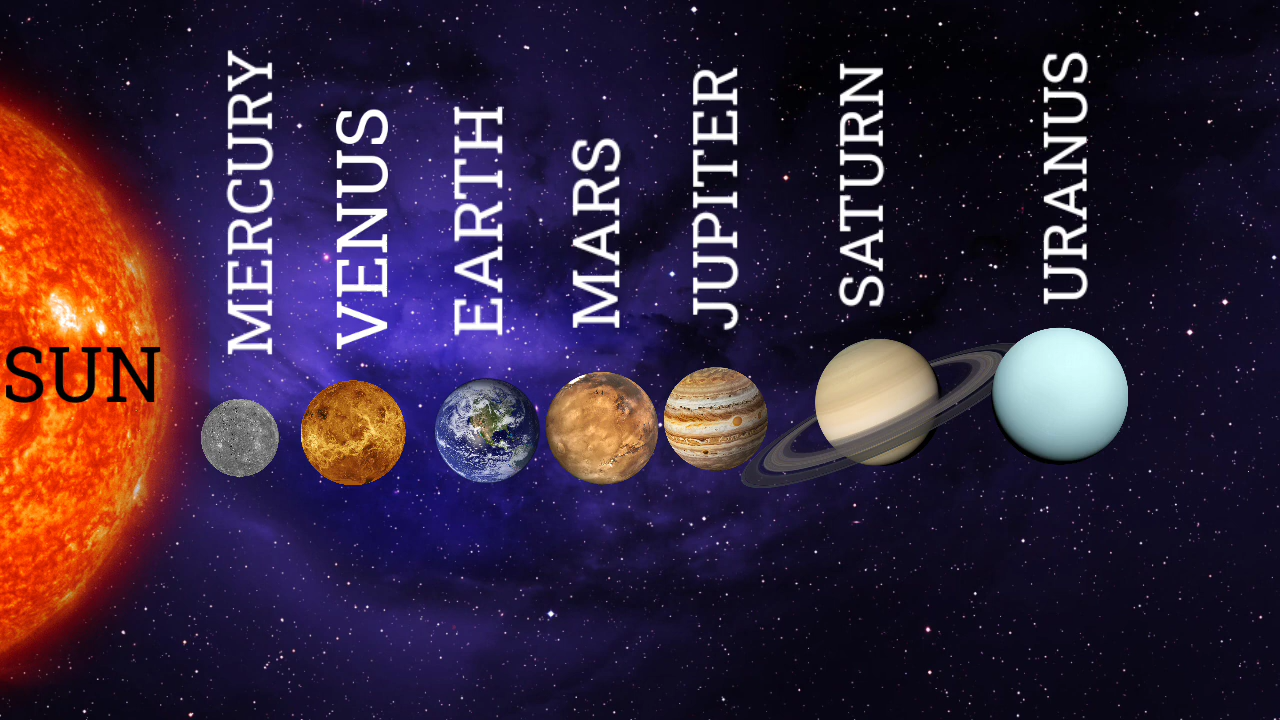 SUN
MERCURY
VENUS
EARTH
MARS
JUPITER
SATURN
URANUS